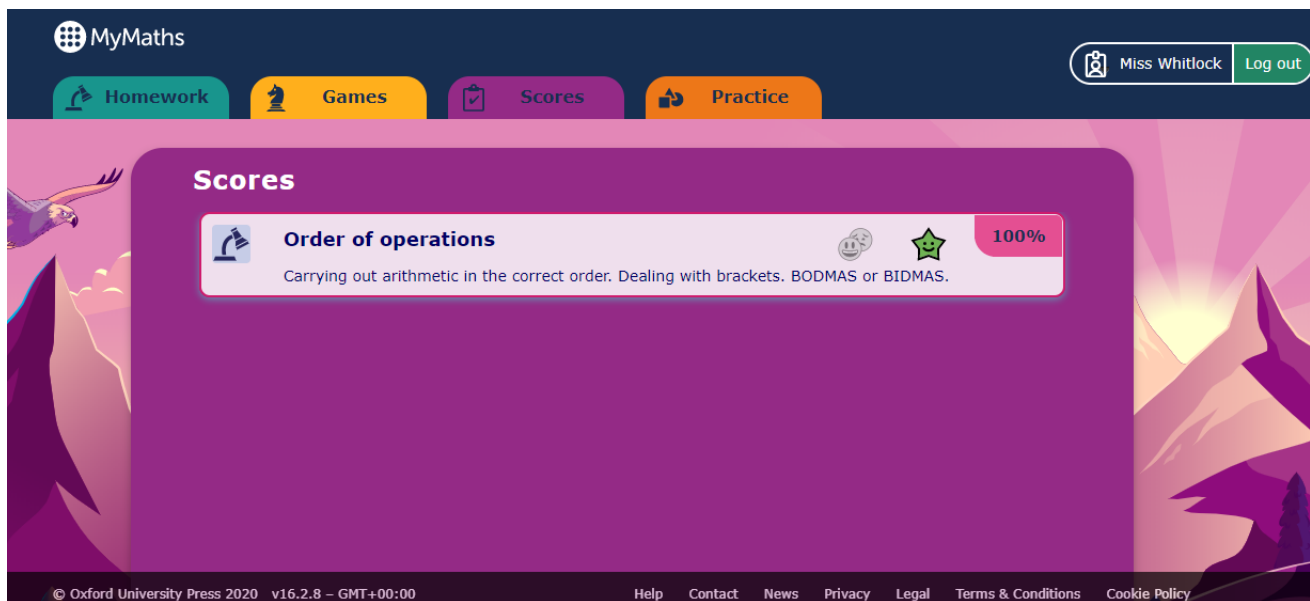 MyMaths
Miss Whitlock Log out
Homework Games Scores Practice
Scores
Order of operations 100%
Carrying out arithmetic in the correct order. Dealing with brackets. BODMAS or BIDMAS.
© Oxford University Press 2020 v16.2.8 – GMT+00:00 Help Contact News Privacy Legal Terms & Conditions Cookie Policy